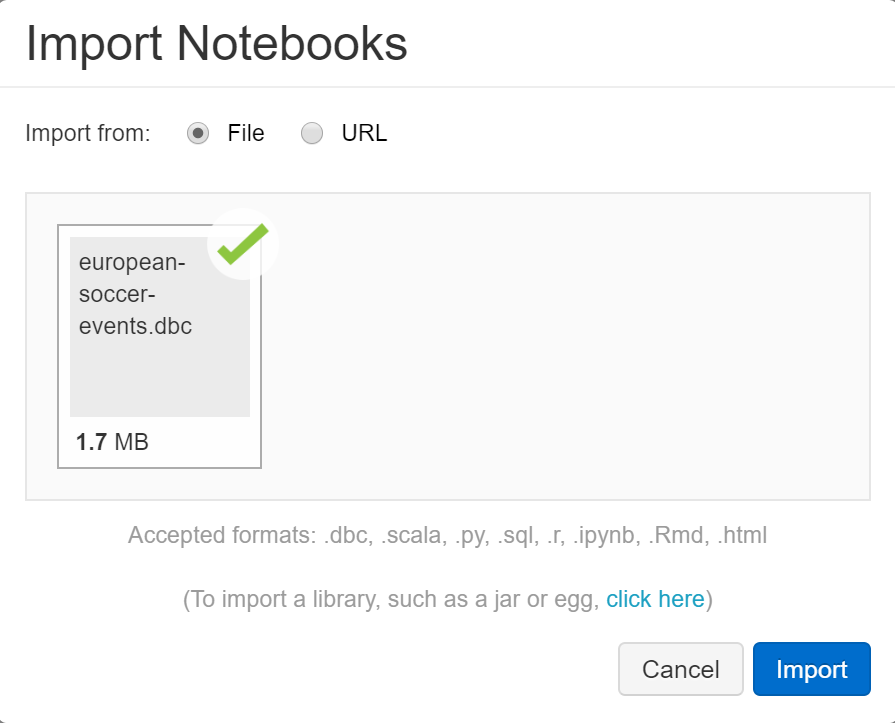 Import Notebooks
Import from: File URL
european-
soccer-
events.dbc
1.7 MB
Accepted formats: .dbc, .scala, .py, .sql, .r, .ipynb, .Rmd, .html
(To import a library, such as a jar or egg, click here)
Cancel Import